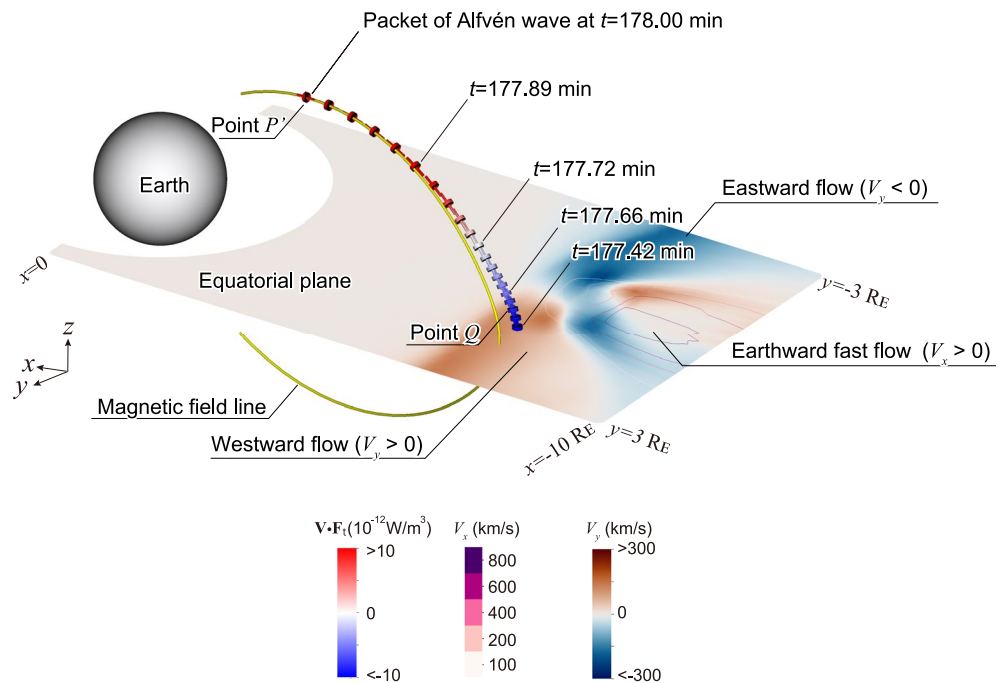 Packet of Alfvén wave at t=178.00 min
t=177.89 min
Point P’
t=177.72 min
Earth
Eastward flow (Vy < 0)
t=177.66 min
t=177.42 min
x=0
Equatorial plane
y=-3 RE
Point Q
z
x
y
Earthward fast flow (Vx > 0)
Magnetic field line
Westward flow (Vy > 0)
x=-10 RE
y=3 RE
V•Ft(10-12W/m3)
>10
0
<-10
Vx (km/s)
800
600
400
200
100
Vy (km/s)
>300
0
<-300